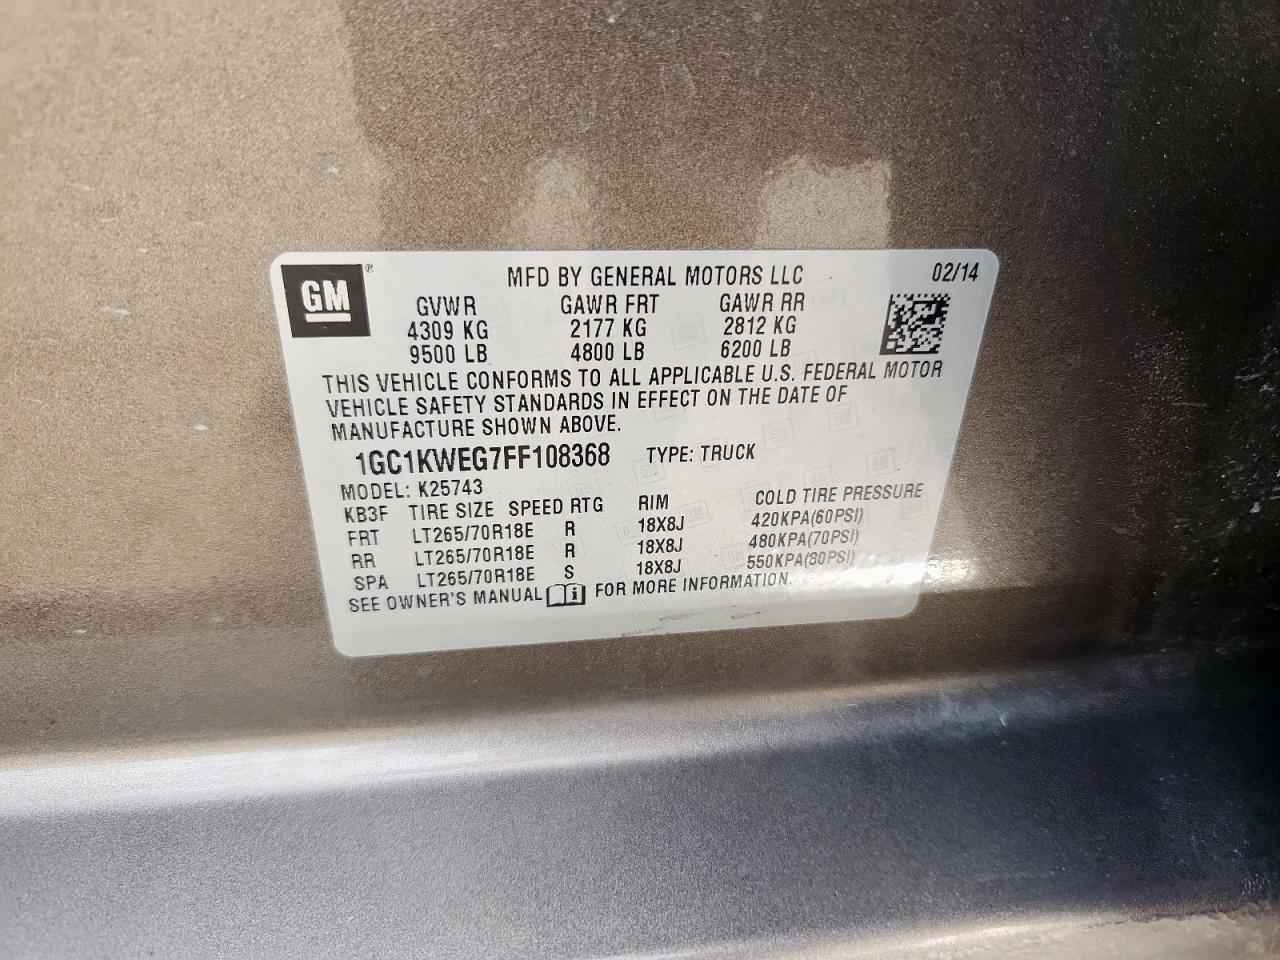 GM ®
MFD BY GENERAL MOTORS LLC 02/14
GVWR GAWR FRT GAWR RR
4309 KG 2177 KG 2812 KG
9500 LB 4800 LB 6200 LB
THIS VEHICLE CONFORMS TO ALL APPLICABLE U.S. FEDERAL MOTOR
VEHICLE SAFETY STANDARDS IN EFFECT ON THE DATE OF
MANUFACTURE SHOWN ABOVE.
1GC1KWEG7FF108368 TYPE: TRUCK
MODEL: K25743
KB3F TIRE SIZE SPEED RTG RIM COLD TIRE PRESSURE
FRT LT265/70R18E R 18X8J 420KPA(60PSI)
RR LT265/70R18E R 18X8J 480KPA(70PSI)
SPA LT265/70R18E S 18X8J 550KPA(80PSI)
SEE OWNER'S MANUAL FOR MORE INFORMATION.